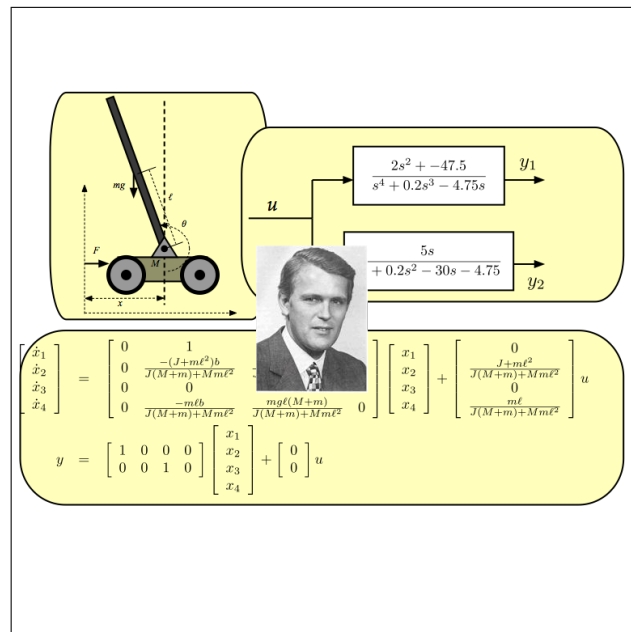 mg
ℓ
θ
F
M
x
u
2s² + -47.5
s⁴ + 0.2s³ - 4.75s
y₁
5s
+ 0.2s² - 30s - 4.75
y₂
[ẋ₁ ẋ₂ ẋ₃ ẋ₄] = [0 1
0 -(J+mℓ²)b / J(M+m)+Mmℓ²
0 0
0 -mℓb / J(M+m)+Mmℓ² mgℓ(M+m) / J(M+m)+Mmℓ² 0] [x₁ x₂ x₃ x₄] + [0 J+mℓ² / J(M+m)+Mmℓ² 0 mℓ / J(M+m)+Mmℓ²] u
y = [1 0 0 0
0 0 1 0] [x₁ x₂ x₃ x₄] + [0 0] u